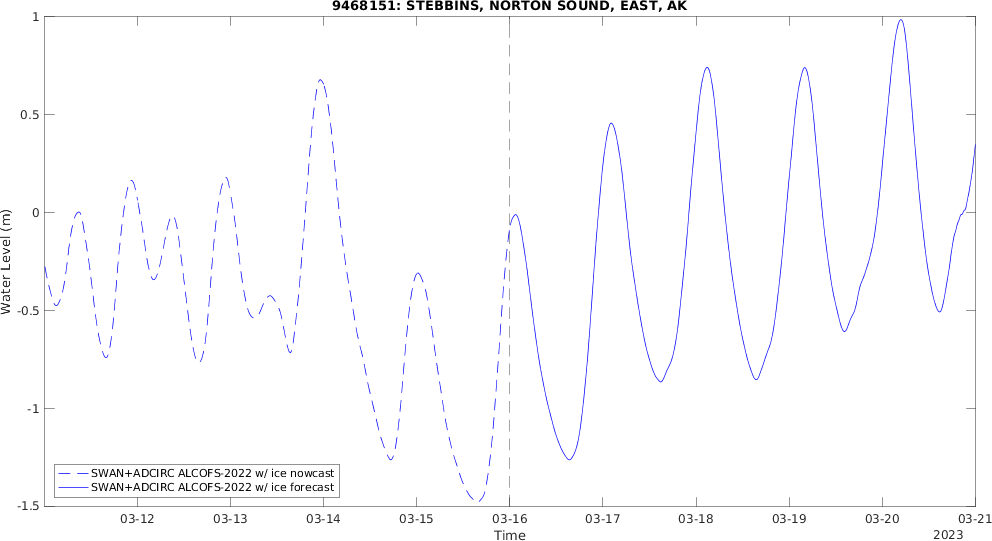 9468151: STEBBINS, NORTON SOUND, EAST, AK
1
0.5
0
-0.5
-1
-1.5
Water Level (m)
SWAN+ADCIRC ALCOFS-2022 w/ ice nowcast
SWAN+ADCIRC ALCOFS-2022 w/ ice forecast
03-12 03-13 03-14 03-15 03-16 03-17 03-18 03-19 03-20 03-21
Time
2023